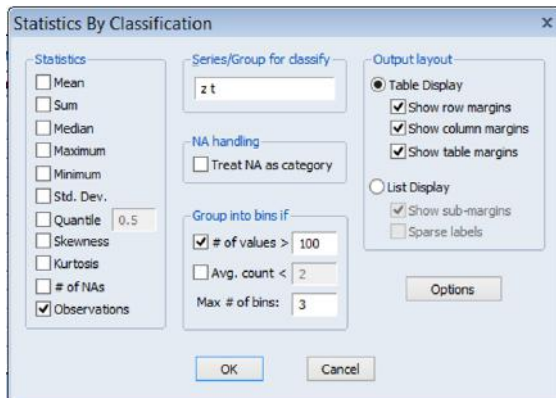 Statistics By Classification
x
Statistics
Mean
Sum
Median
Maximum
Minimum
Std. Dev.
Quantile 0.5
Skewness
Kurtosis
# of NAs
Observations
Series/Group for classify
z t
NA handling
Treat NA as category
Group into bins if
# of values > 100
Avg. count < 2
Max # of bins: 3
Output layout
Table Display
Show row margins
Show column margins
Show table margins
List Display
Show sub-margins
Sparse labels
Options
OK
Cancel